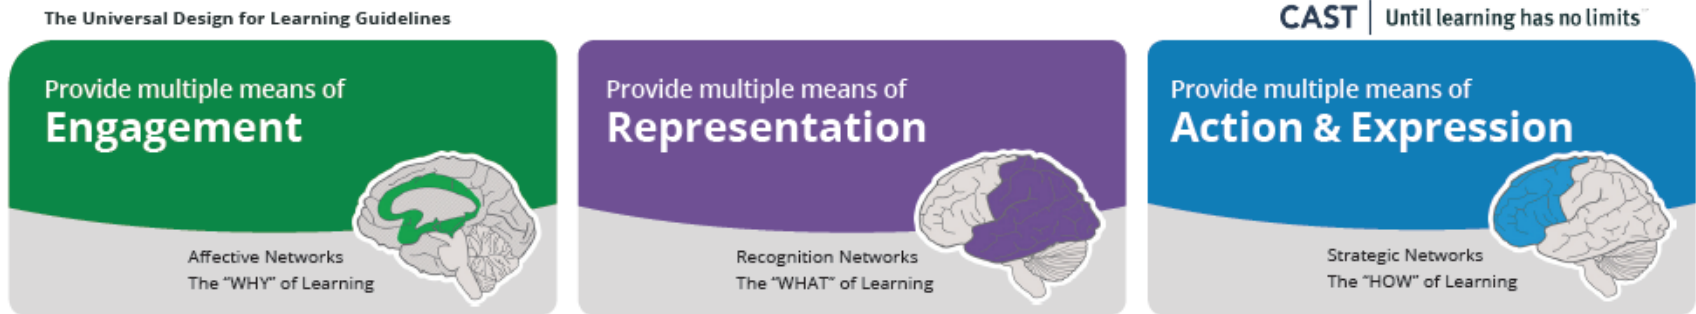 The Universal Design for Learning Guidelines
CAST | Until learning has no limits
Provide multiple means of
Engagement
Affective Networks
The “WHY” of Learning
Provide multiple means of
Representation
Recognition Networks
The “WHAT” of Learning
Provide multiple means of
Action & Expression
Strategic Networks
The “HOW” of Learning